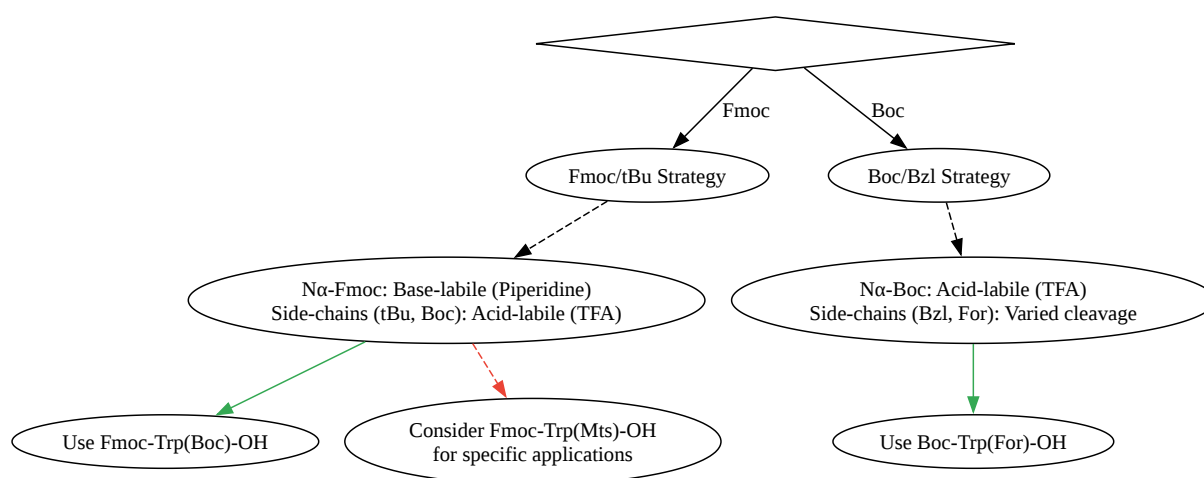 Fmoc
Boc
Fmoc/tBu Strategy
Boc/Bzl Strategy
Nα-Fmoc: Base-labile (Piperidine)
Side-chains (tBu, Boc): Acid-labile (TFA)
Nα-Boc: Acid-labile (TFA)
Side-chains (Bzl, For): Varied cleavage
Use Fmoc-Trp(Boc)-OH
Consider Fmoc-Trp(Mts)-OH
for specific applications
Use Boc-Trp(For)-OH